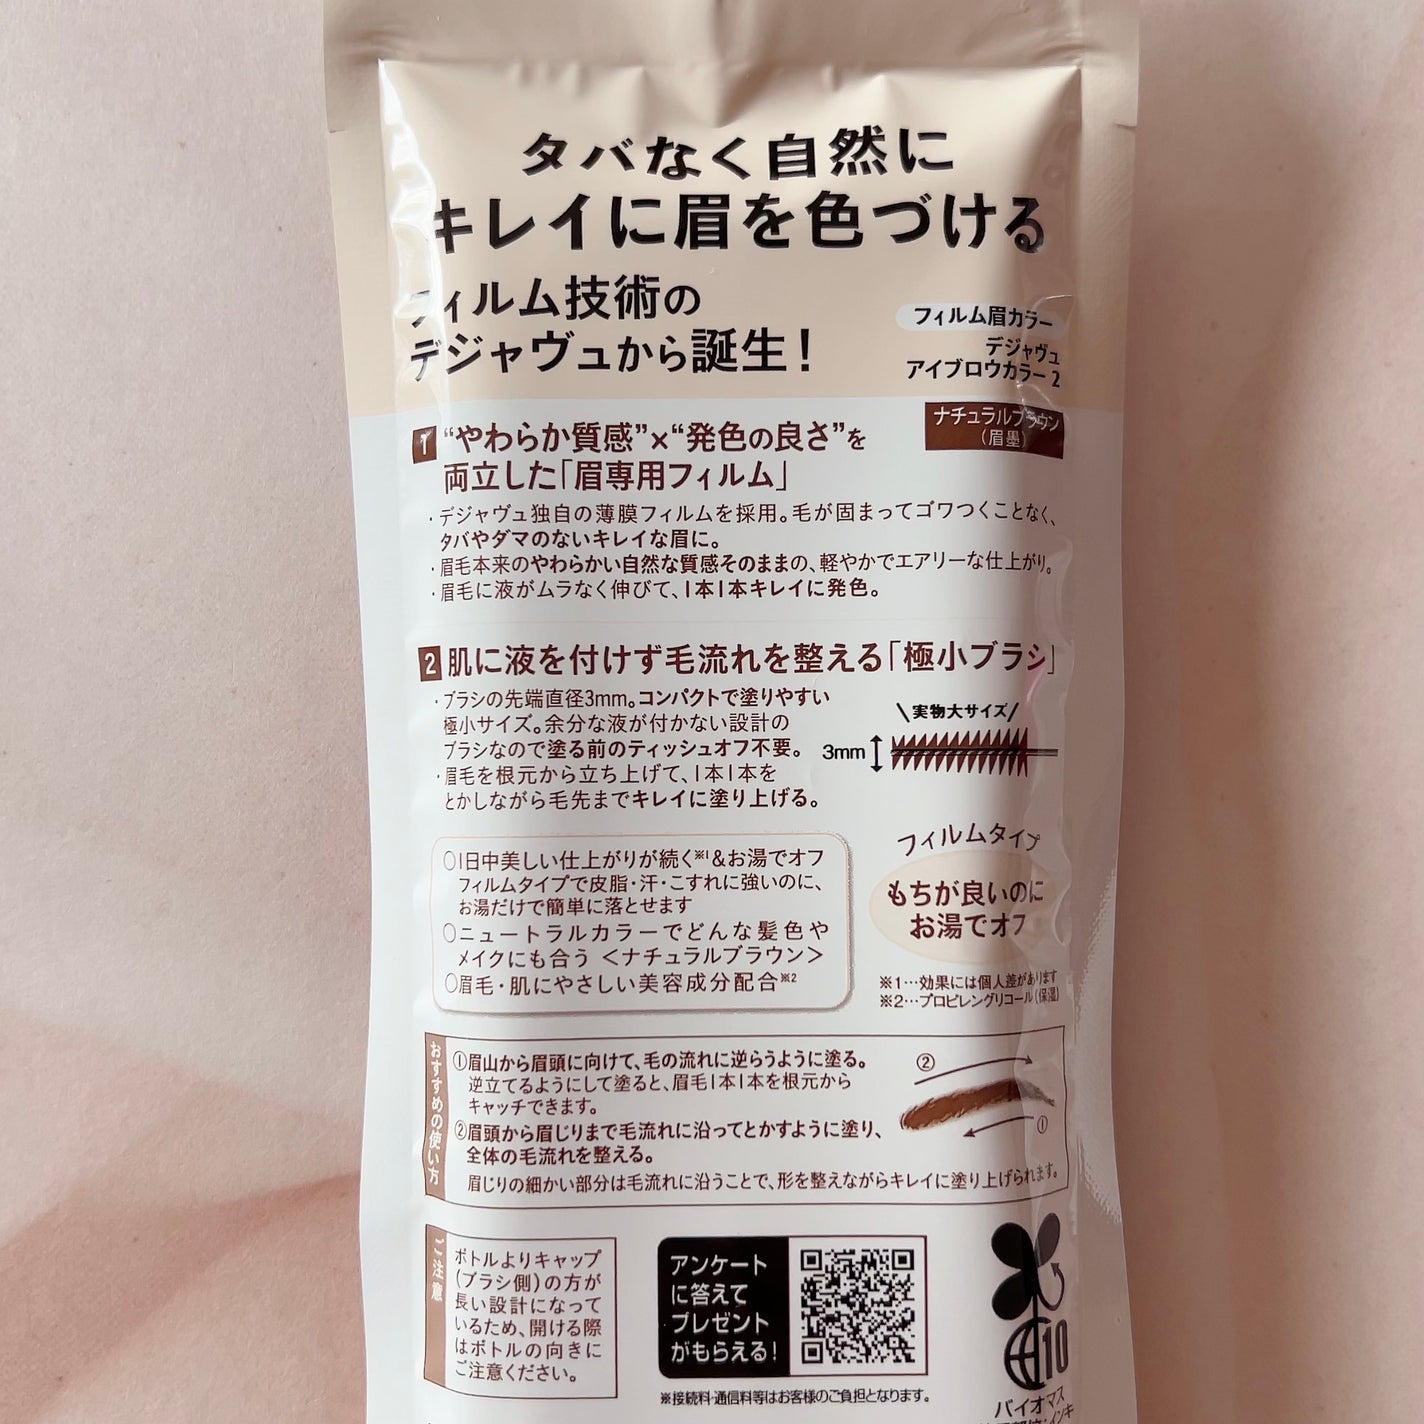 タバなく自然に
キレイに眉を色づける
フィルム技術の
デジャヴュから誕生！
フィルム眉カラー
デジャヴュ
アイブロウカラー 2
ナチュラルブラウン
（眉墨）
1 “やわらか質感”×“発色の良さ”を
両立した「眉専用フィルム」
・デジャヴュ独自の薄膜フィルムを採用。毛が固まってゴワつくことなく、
タバやダマのないキレイな眉に。
・眉毛本来のやわらかい自然な質感そのままの、軽やかでエアリーな仕上がり。
・眉毛に液がムラなく伸びて、1本1本キレイに発色。
2 肌に液を付けず毛流れを整える「極小ブラシ」
・ブラシの先端直径3mm。コンパクトで塗りやすい
極小サイズ。余分な液が付かない設計の
ブラシなので塗る前のティッシュオフ不要。
・眉毛を根元から立ち上げて、1本1本を
とかしながら毛先までキレイに塗り上げる。
\実物大サイズ/
3mm
○1日中美しい仕上がりが続く※1＆お湯でオフ
フィルムタイプで皮脂・汗・こすれに強いのに、
お湯だけで簡単に落とせます
○ニュートラルカラーでどんな髪色や
メイクにも合う ＜ナチュラルブラウン＞
○眉毛・肌にやさしい美容成分配合※2
フィルムタイプ
もちが良いのに
お湯でオフ
※1…効果には個人差があります
※2…プロピレングリコール（保湿）
おすすめの使い方
①眉山から眉頭に向けて、毛の流れに逆らうように塗る。
逆立てるようにして塗ると、眉毛1本1本を根元から
キャッチできます。
②眉頭から眉じりまで毛流れに沿ってとかすように塗り、
全体の毛流れを整える。
眉じりの細かい部分は毛流れに沿うことで、形を整えながらキレイに塗り上げられます。
②
①
ご注意
ボトルよりキャップ
（ブラシ側）の方が
長い設計になって
いるため、開ける際
はボトルの向きに
ご注意ください。
アンケート
に答えて
プレゼント
がもらえる！
※接続料・通信料等はお客様のご負担となります。
10
バイオマス